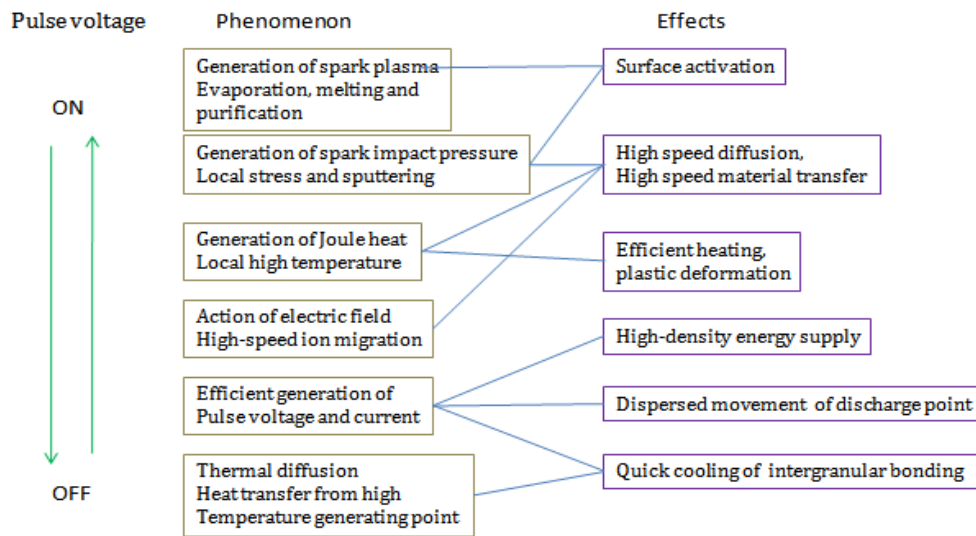 Pulse voltage
Phenomenon
Effects
ON
OFF
Generation of spark plasma
Evaporation, melting and
purification
Generation of spark impact pressure
Local stress and sputtering
Generation of Joule heat
Local high temperature
Action of electric field
High-speed ion migration
Efficient generation of
Pulse voltage and current
Thermal diffusion
Heat transfer from high
Temperature generating point
Surface activation
High speed diffusion,
High speed material transfer
Efficient heating,
plastic deformation
High-density energy supply
Dispersed movement of discharge point
Quick cooling of intergranular bonding